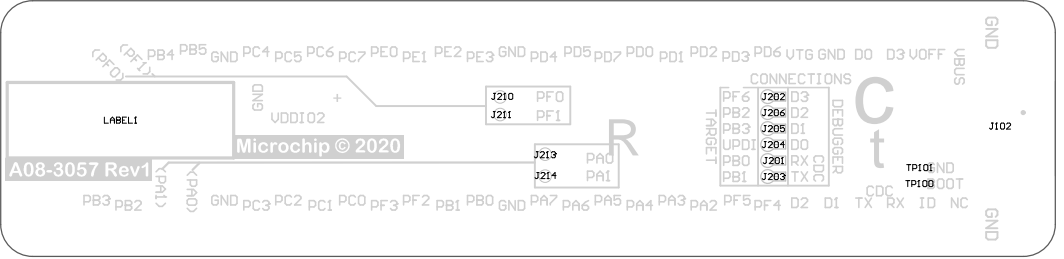 (PF0) (PF1) PB4 PB5 GND PC4 PC5 PC6 PC7 PE0 PE1 PE2 PE3 GND PD4 PD5 PD7 PD0 PD1 PD2 PD3 PD6 VTG GND D0 D3 VOFF VBUS GND
CONNECTIONS
GND VDDIO2 +
LABEL1
J210 PF0
J211 PF1
TARGET
PF6 J202 D3
PB2 J206 D2
PB3 J205 D1
UPDI J204 D0
PB0 J201 RX
PB1 J203 TX
CDC
DEBUGGER
C
t
R
J102
Microchip © 2020
A08-3057 Rev1
J213 PA0
J214 PA1
TP101 GND
TP100 BOOT
CDC
PB3 PB2 (PA1) (PA0) GND PC3 PC2 PC1 PC0 PF3 PF2 PB1 PB0 GND PA7 PA6 PA5 PA4 PA3 PA2 PF5 PF4 D2 D1 TX RX ID NC
GND